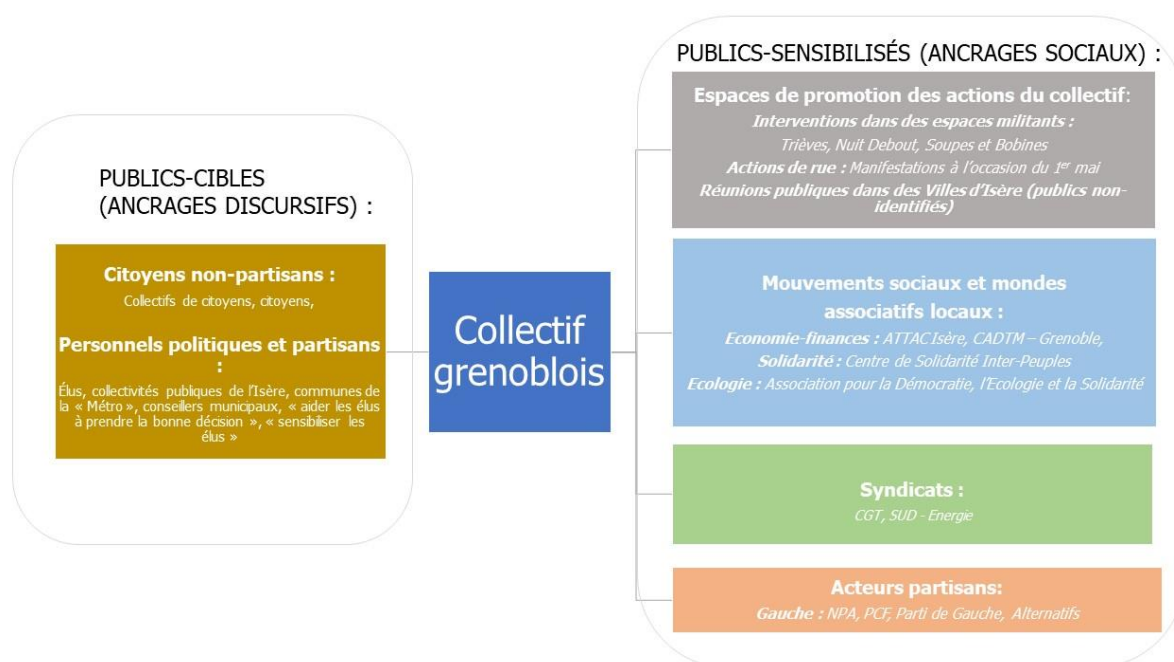 PUBLICS-CIBLES
(ANCRAGES DISCURSIFS) :
Citoyens non-partisans :
Collectifs de citoyens, citoyens,
Personnels politiques et partisans
:
Élus, collectivités publiques de l'Isère, communes de
la « Métro », conseillers municipaux, « aider les élus
à prendre la bonne décision », « sensibiliser les
élus »
Collectif
grenoblois
PUBLICS-SENSIBILISÉS (ANCRAGES SOCIAUX) :
Espaces de promotion des actions du collectif:
Interventions dans des espaces militants :
Trièves, Nuit Debout, Soupes et Bobines
Actions de rue : Manifestations à l'occasion du 1er mai
Réunions publiques dans des Villes d'Isère (publics non-
identifiés)
Mouvements sociaux et mondes
associatifs locaux :
Economie-finances : ATTAC Isère, CADTM – Grenoble,
Solidarité : Centre de Solidarité Inter-Peuples
Ecologie : Association pour la Démocratie, l'Ecologie et la Solidarité
Syndicats :
CGT, SUD - Energie
Acteurs partisans:
Gauche : NPA, PCF, Parti de Gauche, Alternatifs